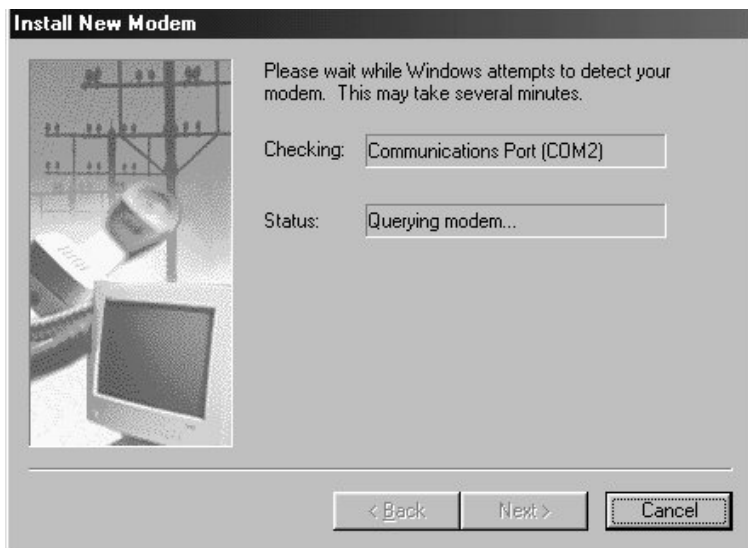 Install New Modem
Please wait while Windows attempts to detect your
modem. This may take several minutes.
Checking: Communications Port (COM2)
Status: Querying modem...
< Back Next > Cancel